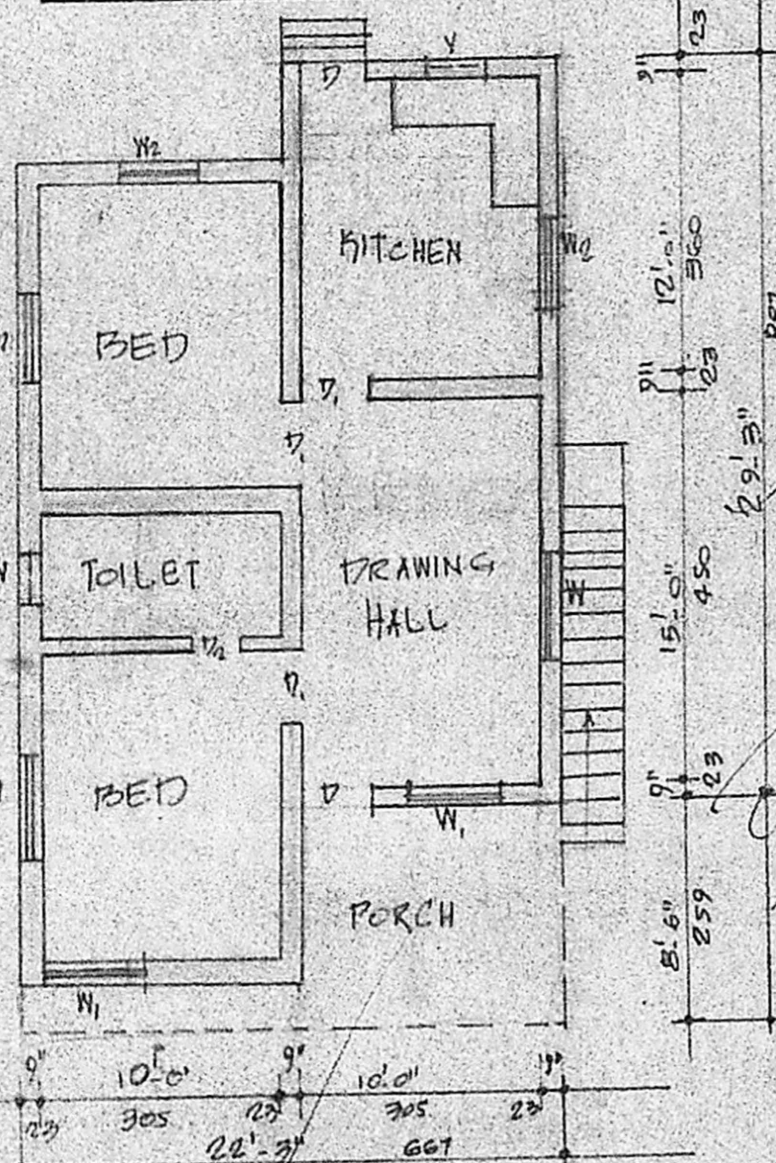 23
V
D
9"
W2
KITCHEN
W2
12'-0"
360
BED
D1
9"
23
D1
29'-3"
TOILET
DRAWING
HALL
W
15'-0"
450
D2
D1
BED
D
W1
9"
23
PORCH
8'-6"
259
W1
9"
10'-0"
9"
10'-0"
9"
23
305
23
305
23
22'-3"
667